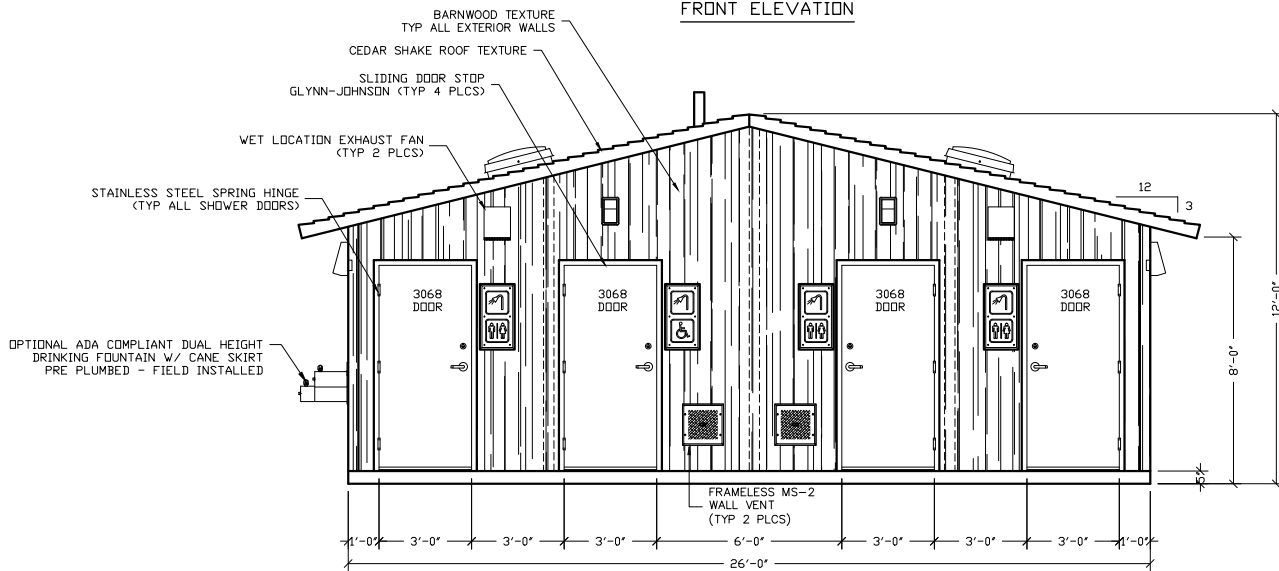 FRONT ELEVATION
BARNWOOD TEXTURE
TYP ALL EXTERIOR WALLS
CEDAR SHAKE ROOF TEXTURE
SLIDING DOOR STOP
GLYNN-JOHNSON (TYP 4 PLCS)
WET LOCATION EXHAUST FAN
(TYP 2 PLCS)
STAINLESS STEEL SPRING HINGE
(TYP ALL SHOWER DOORS)
12
3
3068
DOOR
3068
DOOR
3068
DOOR
3068
DOOR
OPTIONAL ADA COMPLIANT DUAL HEIGHT
DRINKING FOUNTAIN W/ CANE SKIRT
PRE PLUMBED - FIELD INSTALLED
12'-0"
8'-0"
5"
FRAMELESS MS-2
WALL VENT
(TYP 2 PLCS)
1'-0" 3'-0" 3'-0" 3'-0" 6'-0" 3'-0" 3'-0" 3'-0" 1'-0"
26'-0"